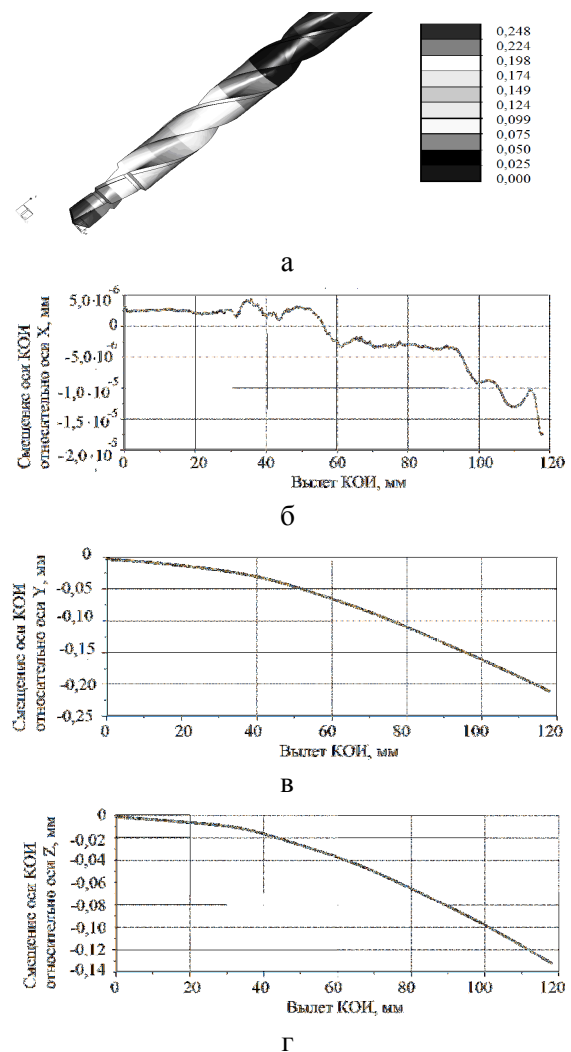 0,248
0,224
0,198
0,174
0,149
0,124
0,099
0,075
0,050
0,025
0,000
а
Смещение оси КОИ
относительно оси X, мм
5,0·10⁻⁶
0
-5,0·10⁻⁶
-1,0·10⁻⁵
-1,5·10⁻⁵
-2,0·10⁻⁵
0 20 40 60 80 100 120
Вылет КОИ, мм
б
Смещение оси КОИ
относительно оси Y, мм
0
-0,05
-0,10
-0,15
-0,20
-0,25
0 20 40 60 80 100 120
Вылет КОИ, мм
в
Смещение оси КОИ
относительно оси Z, мм
0
-0,02
-0,04
-0,06
-0,08
-0,10
-0,12
-0,14
0 20 40 60 80 100 120
Вылет КОИ, мм
г